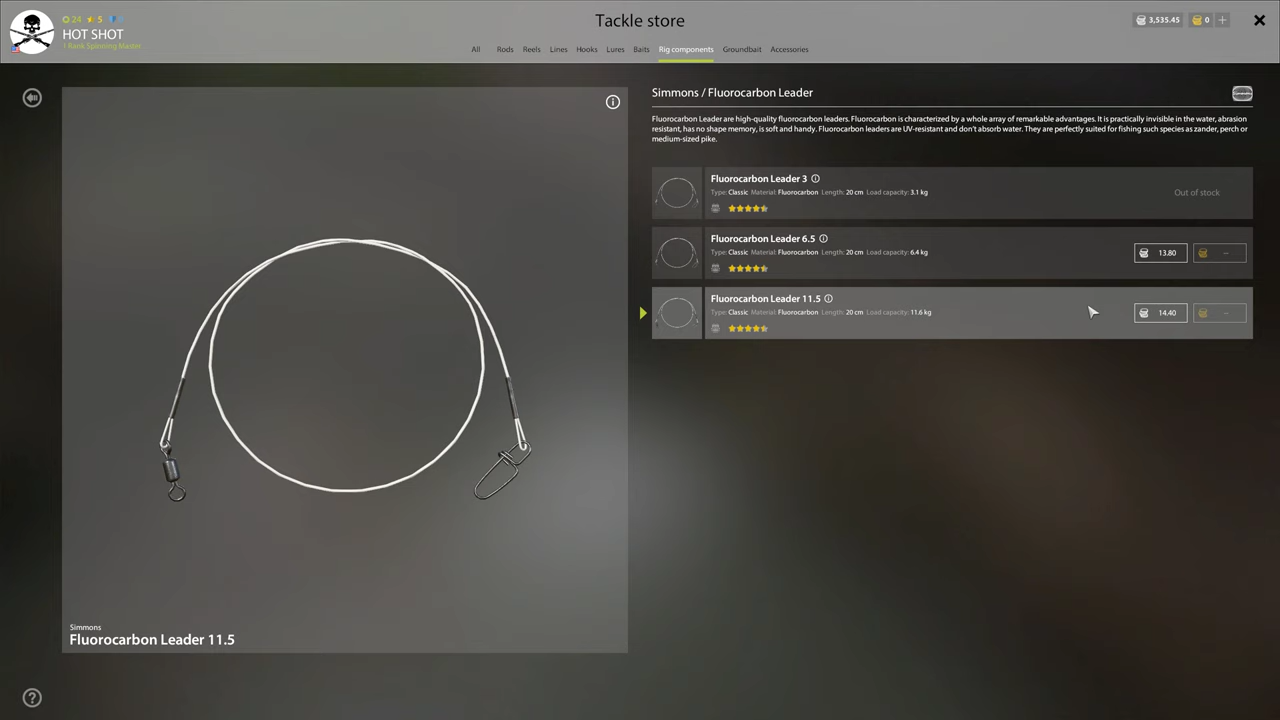 Tackle store
24 5
HOT SHOT
1 Rank Spinning Master
3,535.45 0 +
All Rods Reels Lines Hooks Lures Baits Rig components Groundbait Accessories
Simmons / Fluorocarbon Leader
Fluorocarbon Leader are high-quality fluorocarbon leaders. Fluorocarbon is characterized by a whole array of remarkable advantages. It is practically invisible in the water, abrasion
resistant, has no shape memory, is soft and handy. Fluorocarbon leaders are UV-resistant and don't absorb water. They are perfectly suited for fishing such species as zander, perch or
medium-sized pike.
Fluorocarbon Leader 3
Type: Classic Material: Fluorocarbon Length: 20 cm Load capacity: 3.1 kg
Out of stock
Fluorocarbon Leader 6.5
Type: Classic Material: Fluorocarbon Length: 20 cm Load capacity: 6.4 kg
13.80 –
Fluorocarbon Leader 11.5
Type: Classic Material: Fluorocarbon Length: 20 cm Load capacity: 11.6 kg
14.40 –
Simmons
Fluorocarbon Leader 11.5
?